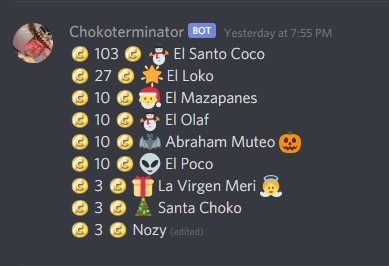 Chokoterminator BOT Yesterday at 7:55 PM
C 103 C El Santo Coco
C 27 C El Loko
C 10 C El Mazapanes
C 10 C El Olaf
C 10 C Abraham Muteo
C 10 C El Poco
C 3 C La Virgen Meri
C 3 C Santa Choko
C 3 C Nozy (edited)